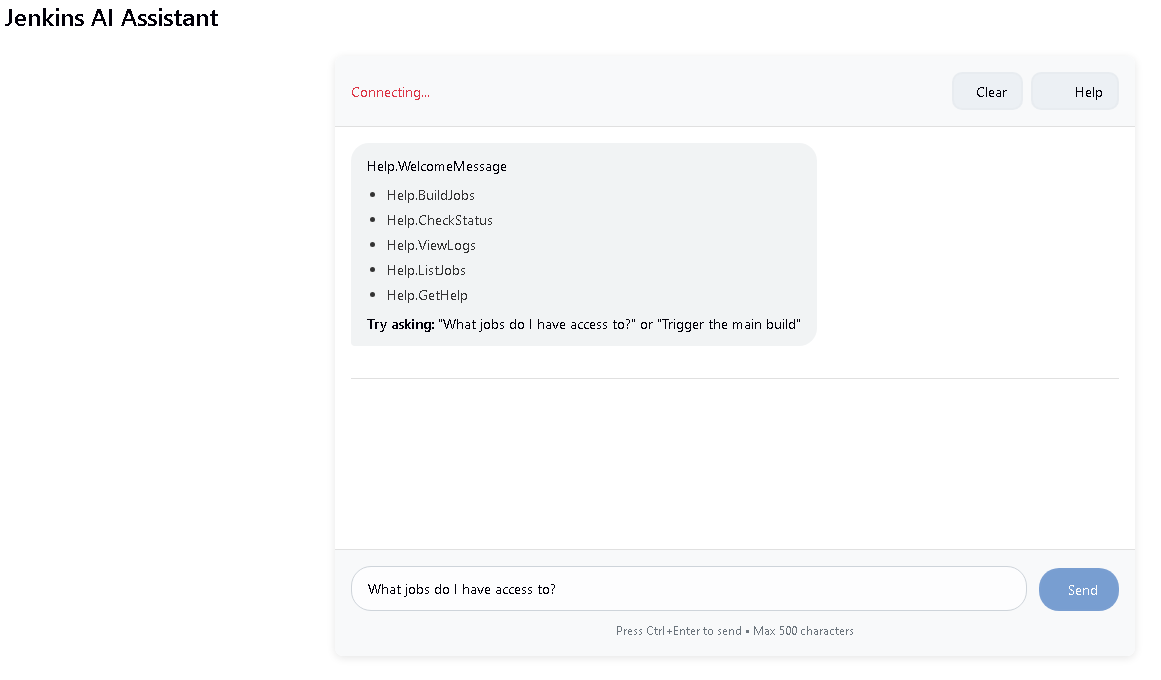 Jenkins AI Assistant
Connecting...
Clear
Help
Help.WelcomeMessage
• Help.BuildJobs
• Help.CheckStatus
• Help.ViewLogs
• Help.ListJobs
• Help.GetHelp
Try asking: "What jobs do I have access to?" or "Trigger the main build"
What jobs do I have access to?
Send
Press Ctrl+Enter to send • Max 500 characters